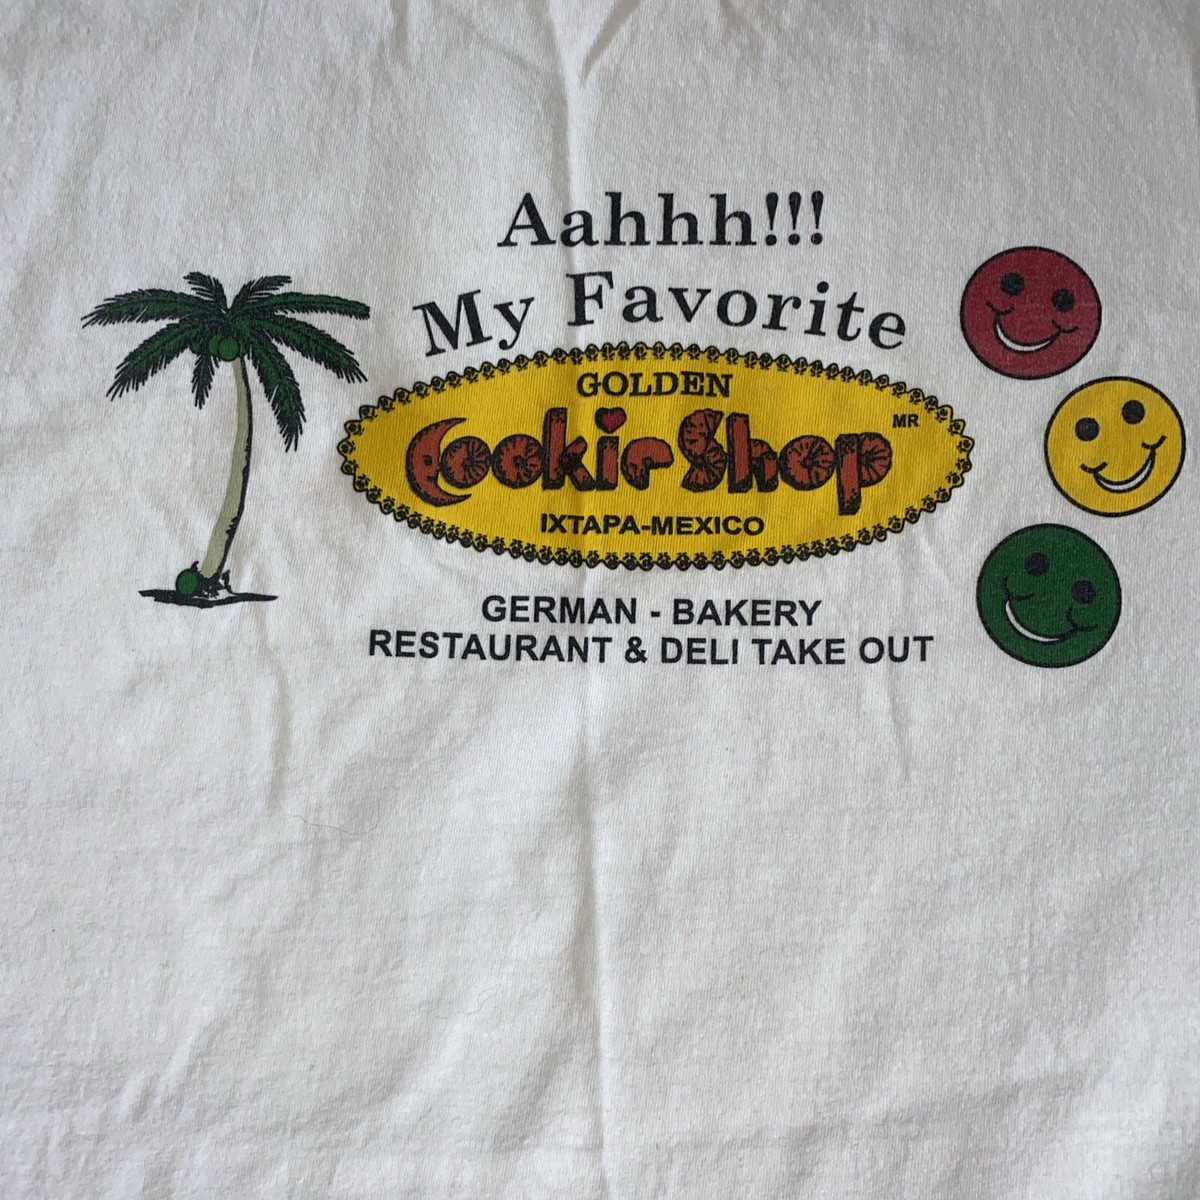 Aahhh!!!
My Favorite
GOLDEN
Cookie Shop MR
IXTAPA-MEXICO
GERMAN - BAKERY
RESTAURANT & DELI TAKE OUT